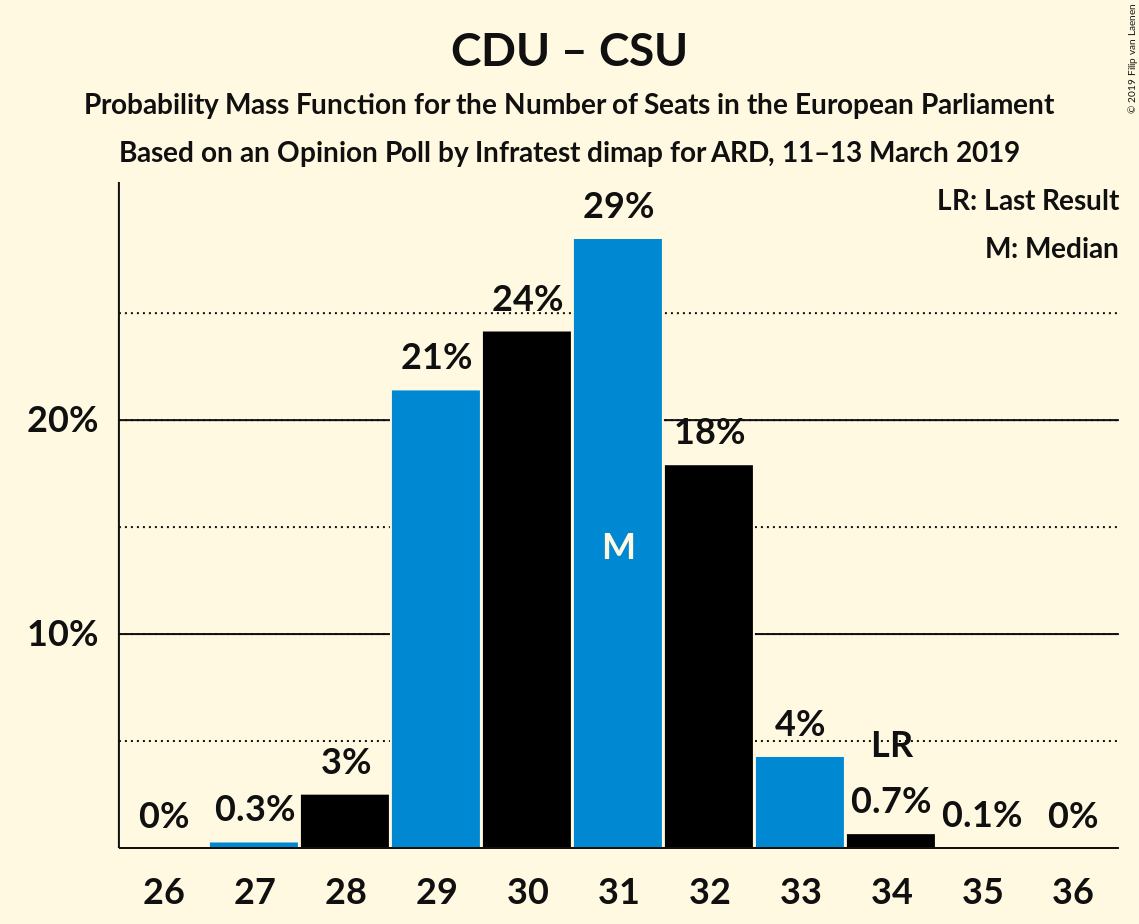 CDU – CSU
Probability Mass Function for the Number of Seats in the European Parliament
Based on an Opinion Poll by Infratest dimap for ARD, 11–13 March 2019
© 2019 Filip van Laenen
LR: Last Result
M: Median
29%
24%
21%
20%
18%
M
10%
4%
LR
3%
0.7%
0% 0.3% 0.1% 0%
26 27 28 29 30 31 32 33 34 35 36